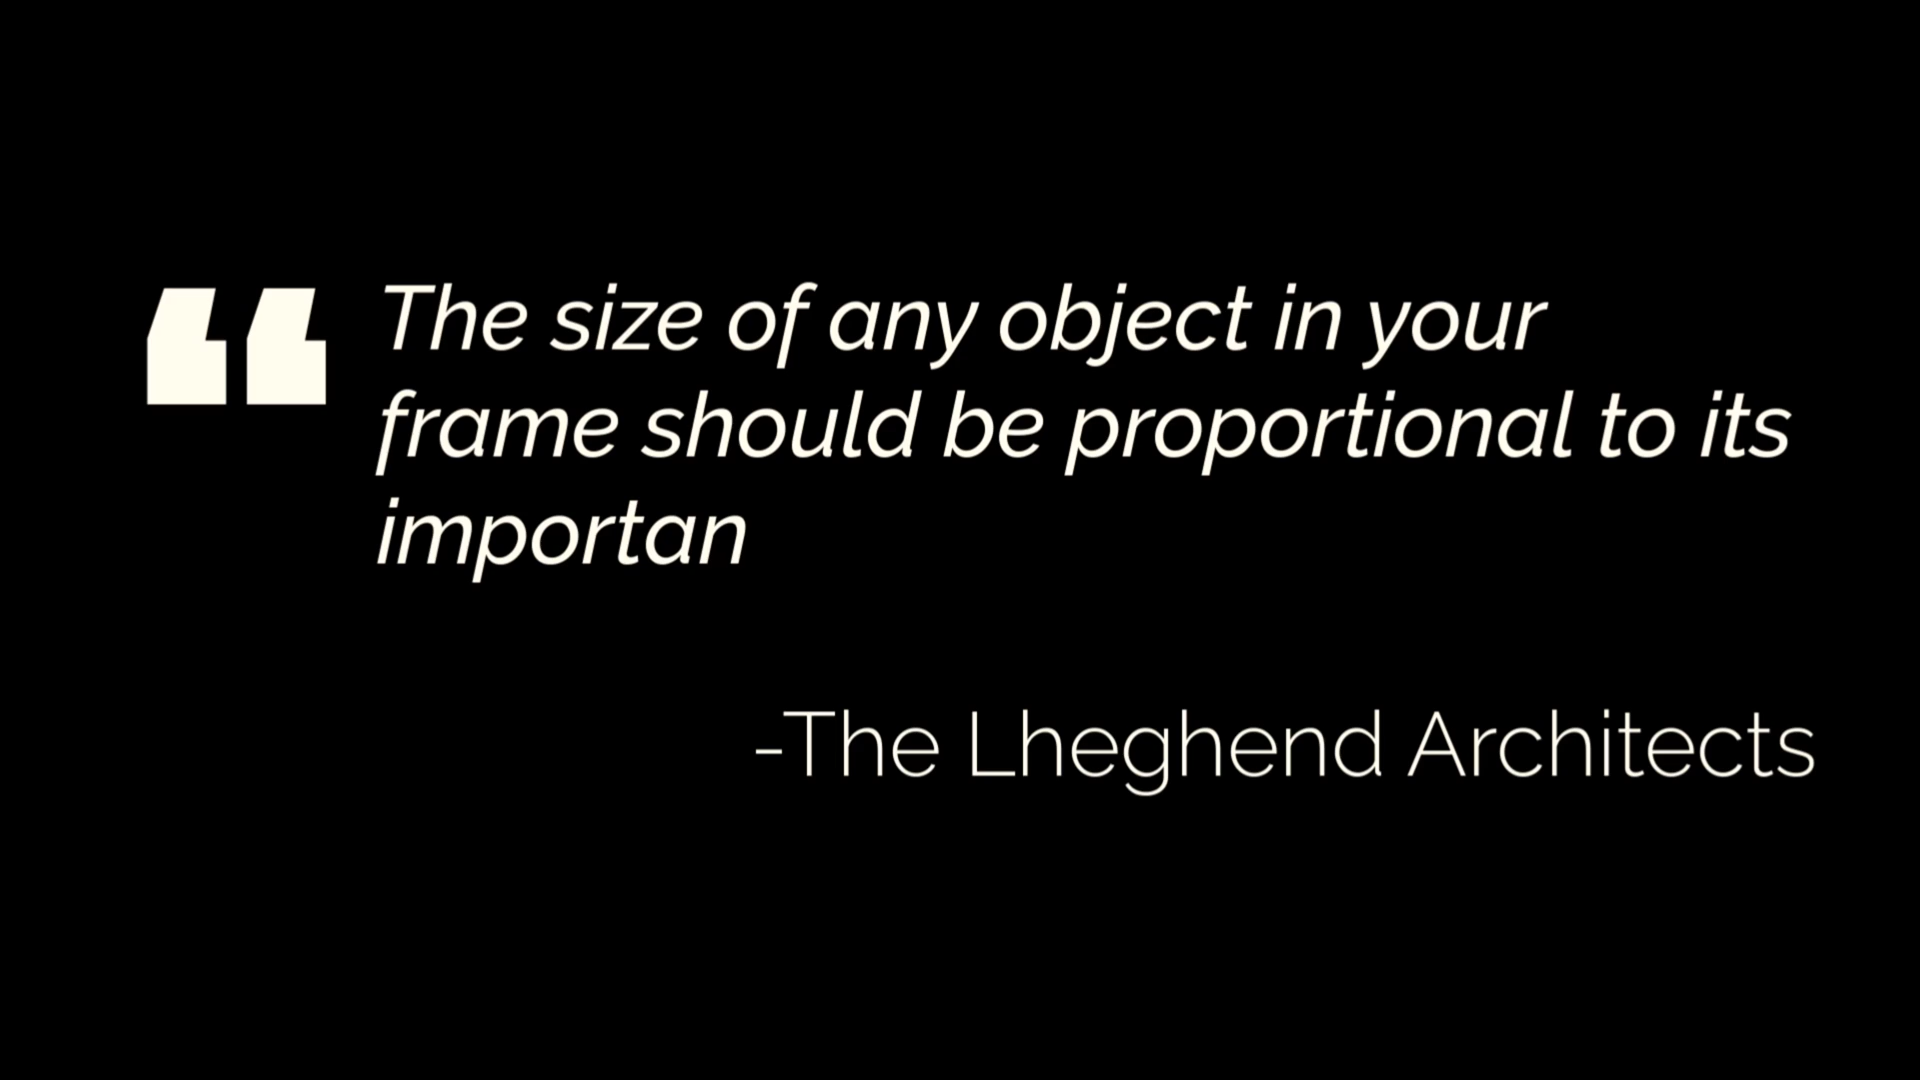 “The size of any object in your
frame should be proportional to its
importan
-The Lheghend Architects